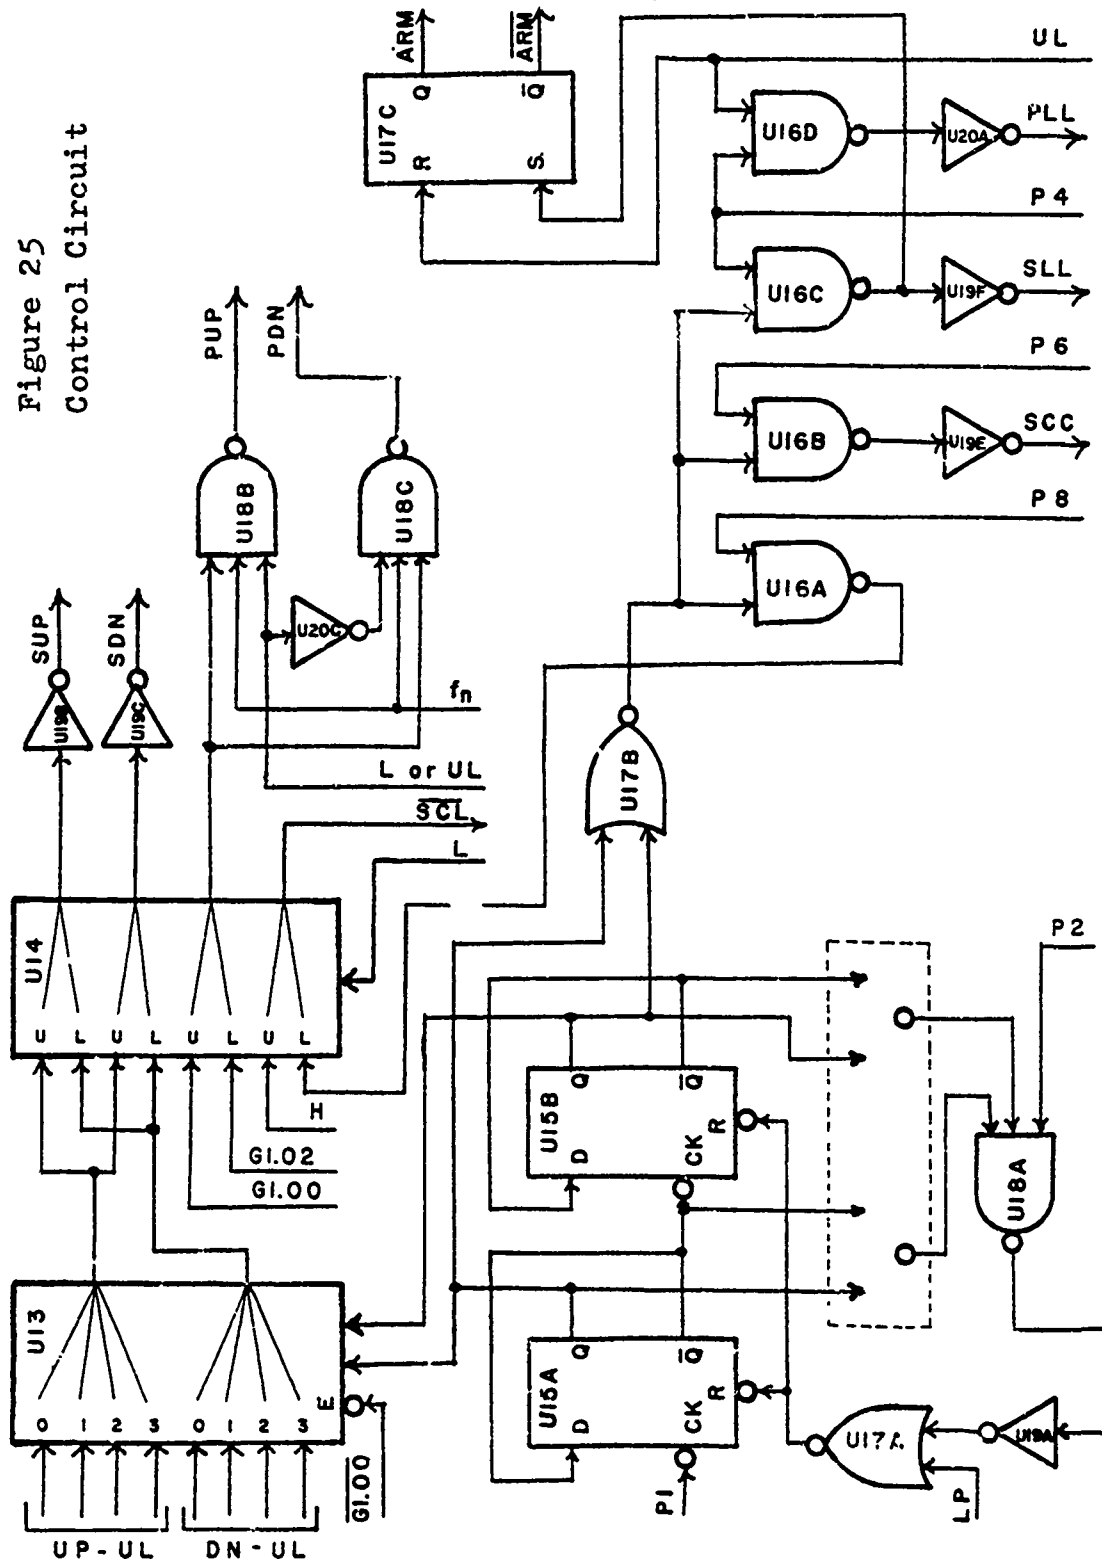 Figure 25
Control Circuit
ARM
ARM
U17C
Q
Q
R
S
UL
U16D
U20A
PLL
P4
U16C
U19F
SLL
P6
U16B
U19E
SCC
P8
U16A
PUP
PDN
U18B
U18C
U20C
fn
L or UL
SCL
L
SUP
SDN
U19B
U19C
U14
U
L
U
L
U
L
U
L
H
G1.02
G1.00
U17B
U13
0
1
2
3
0
1
2
3
E
G1.00
UP-UL
DN-UL
U15B
D
Q
Q
CK
R
U15A
D
Q
Q
CK
R
P1
P2
U18A
U17A
U19A
LP